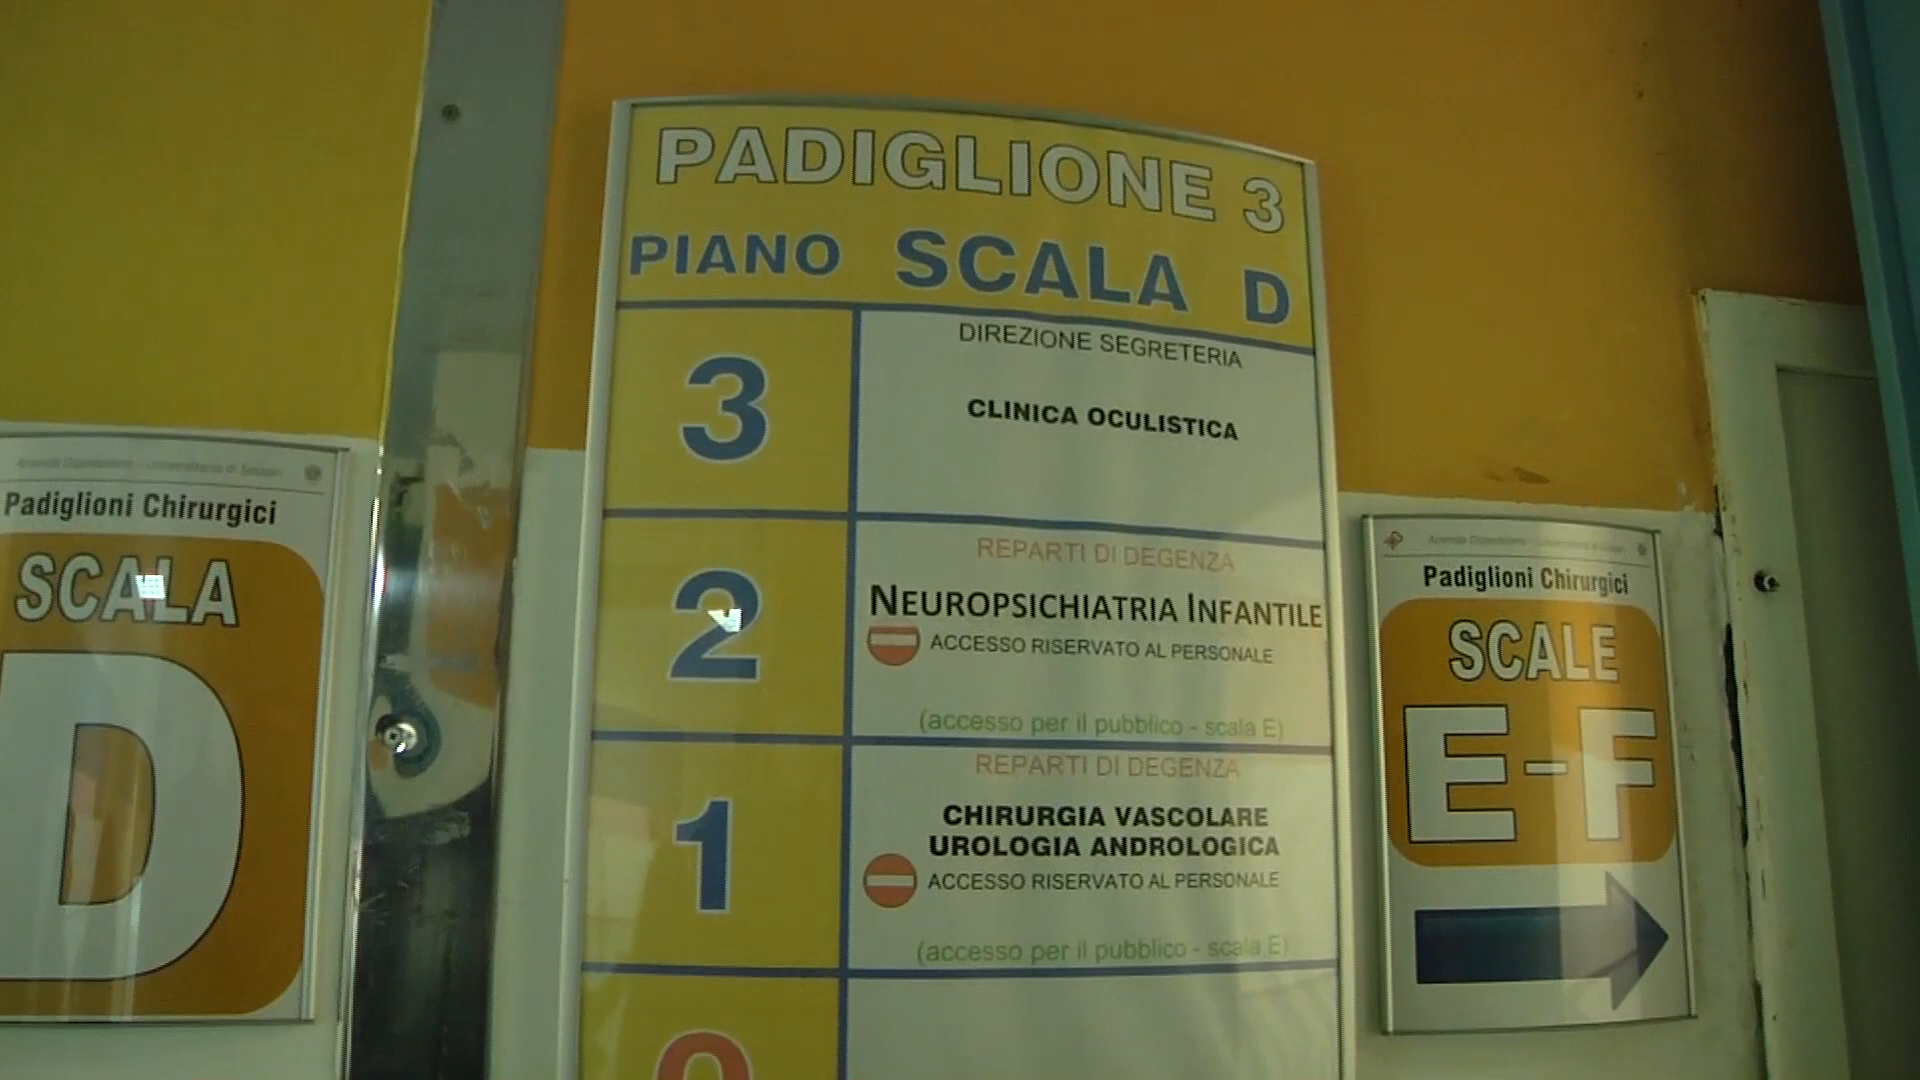 Padiglioni Chirurgici
SCALA
D
PADIGLIONE 3
PIANO SCALA D
3
DIREZIONE SEGRETERIA
CLINICA OCULISTICA
2
REPARTI DI DEGENZA
NEUROPSICHIATRIA INFANTILE
ACCESSO RISERVATO AL PERSONALE
(accesso per il pubblico - scala E)
1
REPARTI DI DEGENZA
CHIRURGIA VASCOLARE
UROLOGIA ANDROLOGICA
ACCESSO RISERVATO AL PERSONALE
(accesso per il pubblico - scala E)
Padiglioni Chirurgici
SCALE
E-F